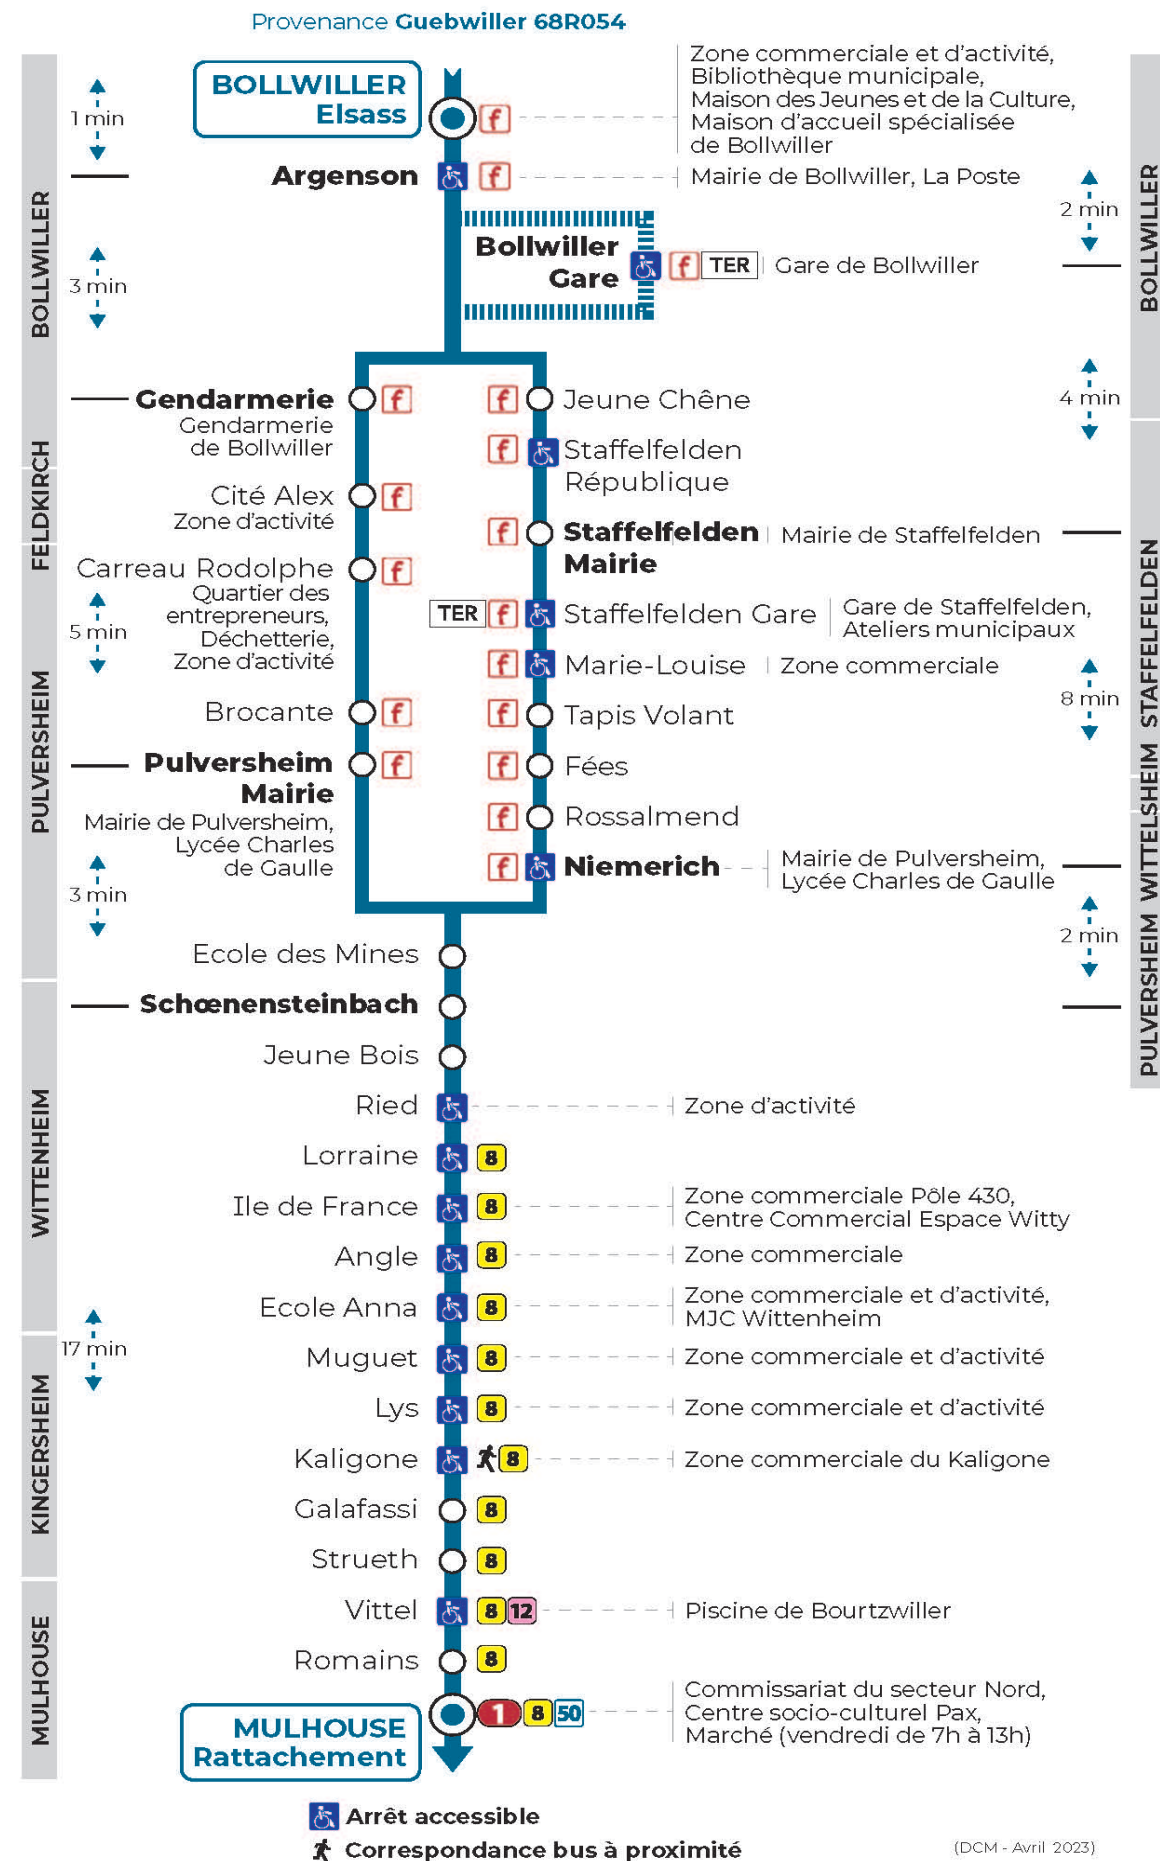 Provenance Guebwiller 68R054
BOLLWILLER
Elsass
f
Zone commerciale et d'activité,
Bibliothèque municipale,
Maison des Jeunes et de la Culture,
Maison d'accueil spécialisée
de Bollwiller
1 min
Argenson
f
Mairie de Bollwiller, La Poste
2 min
BOLLWILLER
BOLLWILLER
Bollwiller
Gare
f TER
Gare de Bollwiller
3 min
Gendarmerie
f
Gendarmerie
de Bollwiller
f
Jeune Chêne
4 min
f
Staffelfelden
République
FELDKIRCH
Cité Alex
f
Zone d'activité
f
Staffelfelden
Mairie
Mairie de Staffelfelden
Carreau Rodolphe
f
Quartier des
entrepreneurs,
Déchetterie,
Zone d'activité
5 min
TER f
Staffelfelden Gare
Gare de Staffelfelden,
Ateliers municipaux
STAFFELFELDEN
f
Marie-Louise
Zone commerciale
8 min
Brocante
f
f
Tapis Volant
PULVERSHEIM
Pulversheim
Mairie
f
Mairie de Pulversheim,
Lycée Charles
de Gaulle
f
Fées
f
Rossalmend
WITTELSHEIM
f
Niemerich
Mairie de Pulversheim,
Lycée Charles de Gaulle
3 min
2 min
PULVERSHEIM
Ecole des Mines
Schœnensteinbach
Jeune Bois
Ried
Zone d'activité
WITTENHEIM
Lorraine
8
Ile de France
8
Zone commerciale Pôle 430,
Centre Commercial Espace Witty
Angle
8
Zone commerciale
Ecole Anna
8
Zone commerciale et d'activité,
MJC Wittenheim
17 min
Muguet
8
Zone commerciale et d'activité
KINGERSHEIM
Lys
8
Zone commerciale et d'activité
Kaligone
8
Zone commerciale du Kaligone
Galafassi
8
Strueth
8
MULHOUSE
Vittel
8 12
Piscine de Bourtzwiller
Romains
8
MULHOUSE
Rattachement
1 8 50
Commissariat du secteur Nord,
Centre socio-culturel Pax,
Marché (vendredi de 7h à 13h)
Arrêt accessible
Correspondance bus à proximité
(DCM - Avril 2023)